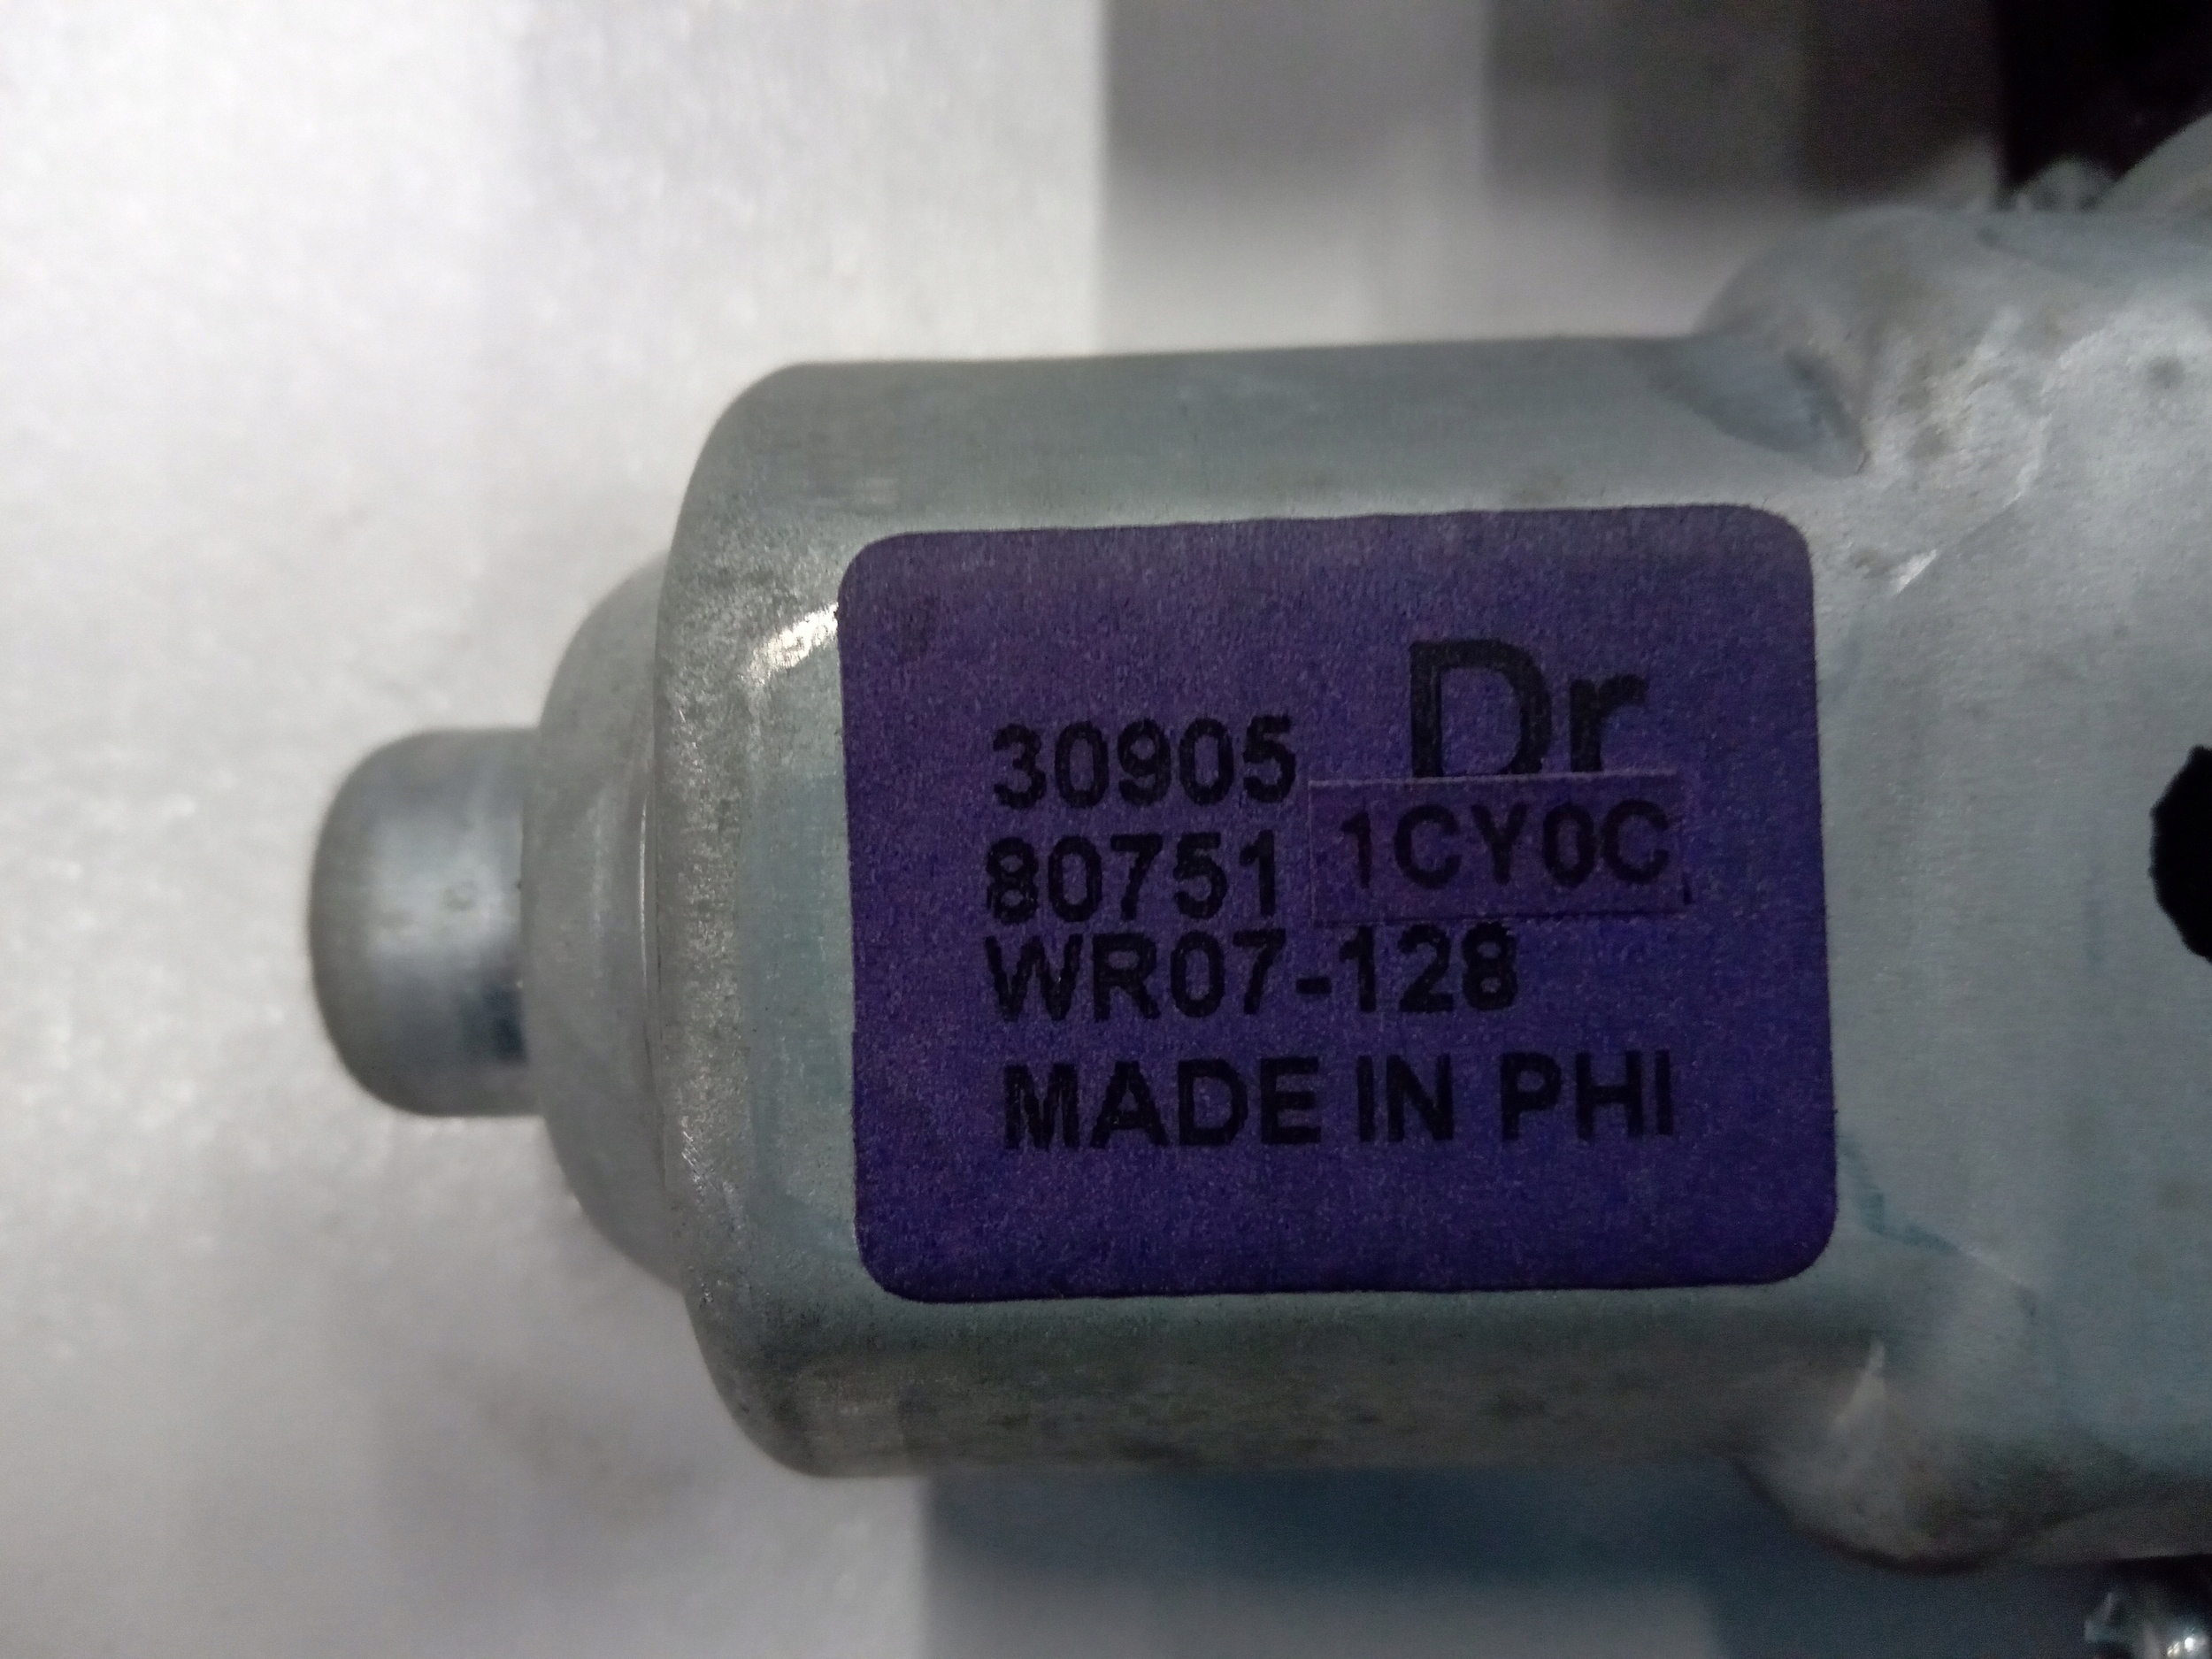 Dr
30905
80751 1CY0C
WR07-128
MADE IN PHI